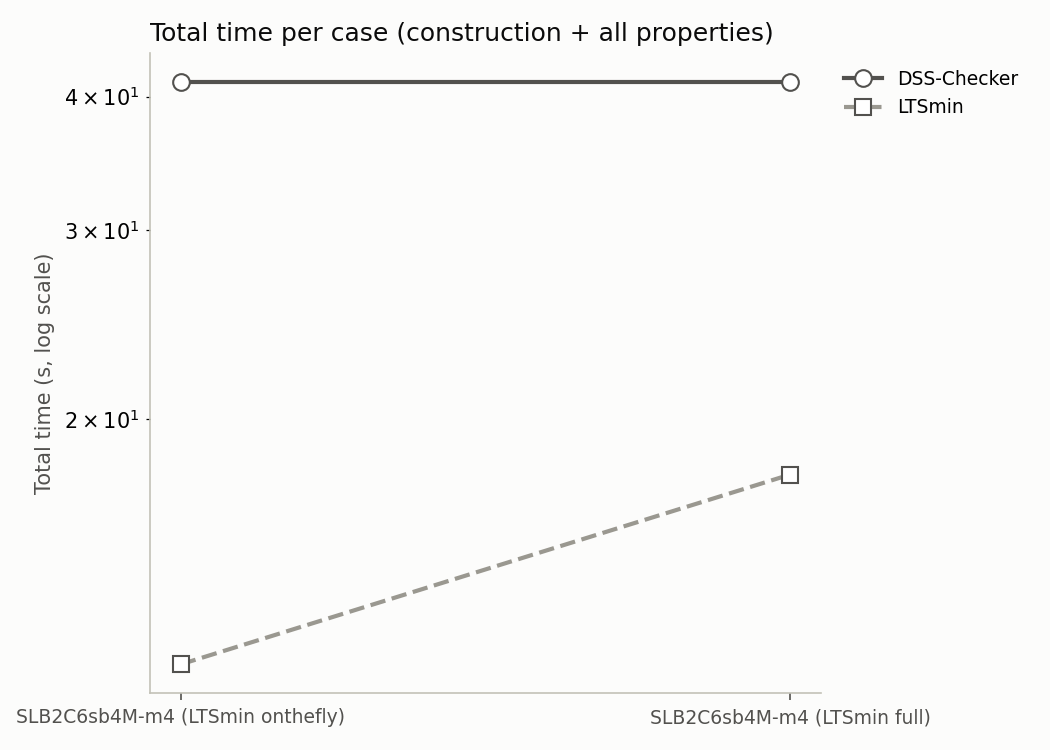 Total time per case (construction + all properties)
DSS-Checker
LTSmin
4 × 10¹
3 × 10¹
2 × 10¹
Total time (s, log scale)
SLB2C6sb4M-m4 (LTSmin onthefly)
SLB2C6sb4M-m4 (LTSmin full)